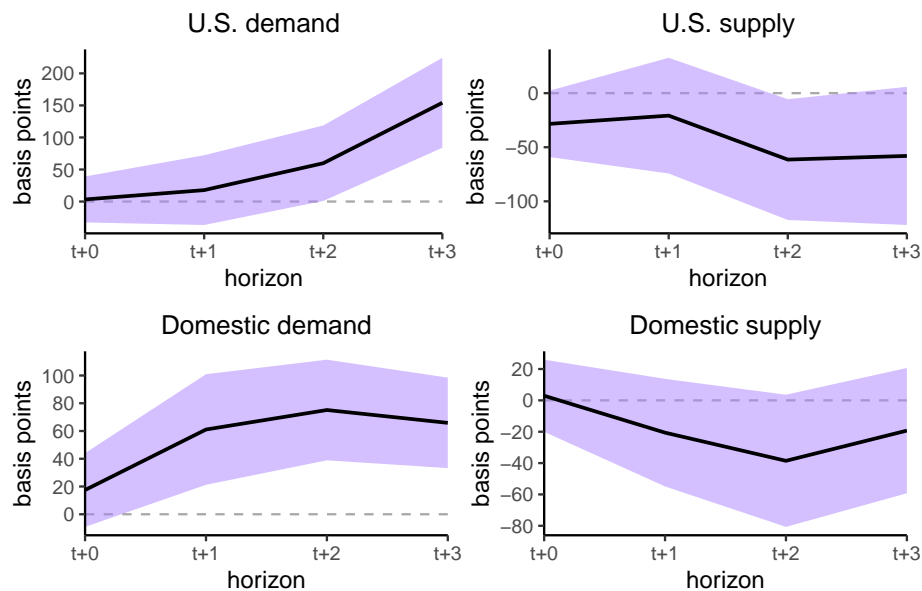 U.S. demand
basis points
200
150
100
50
0
t+0 t+1 t+2 t+3
horizon
U.S. supply
basis points
0
−50
−100
t+0 t+1 t+2 t+3
horizon
Domestic demand
basis points
100
80
60
40
20
0
t+0 t+1 t+2 t+3
horizon
Domestic supply
basis points
20
0
−20
−40
−60
−80
t+0 t+1 t+2 t+3
horizon